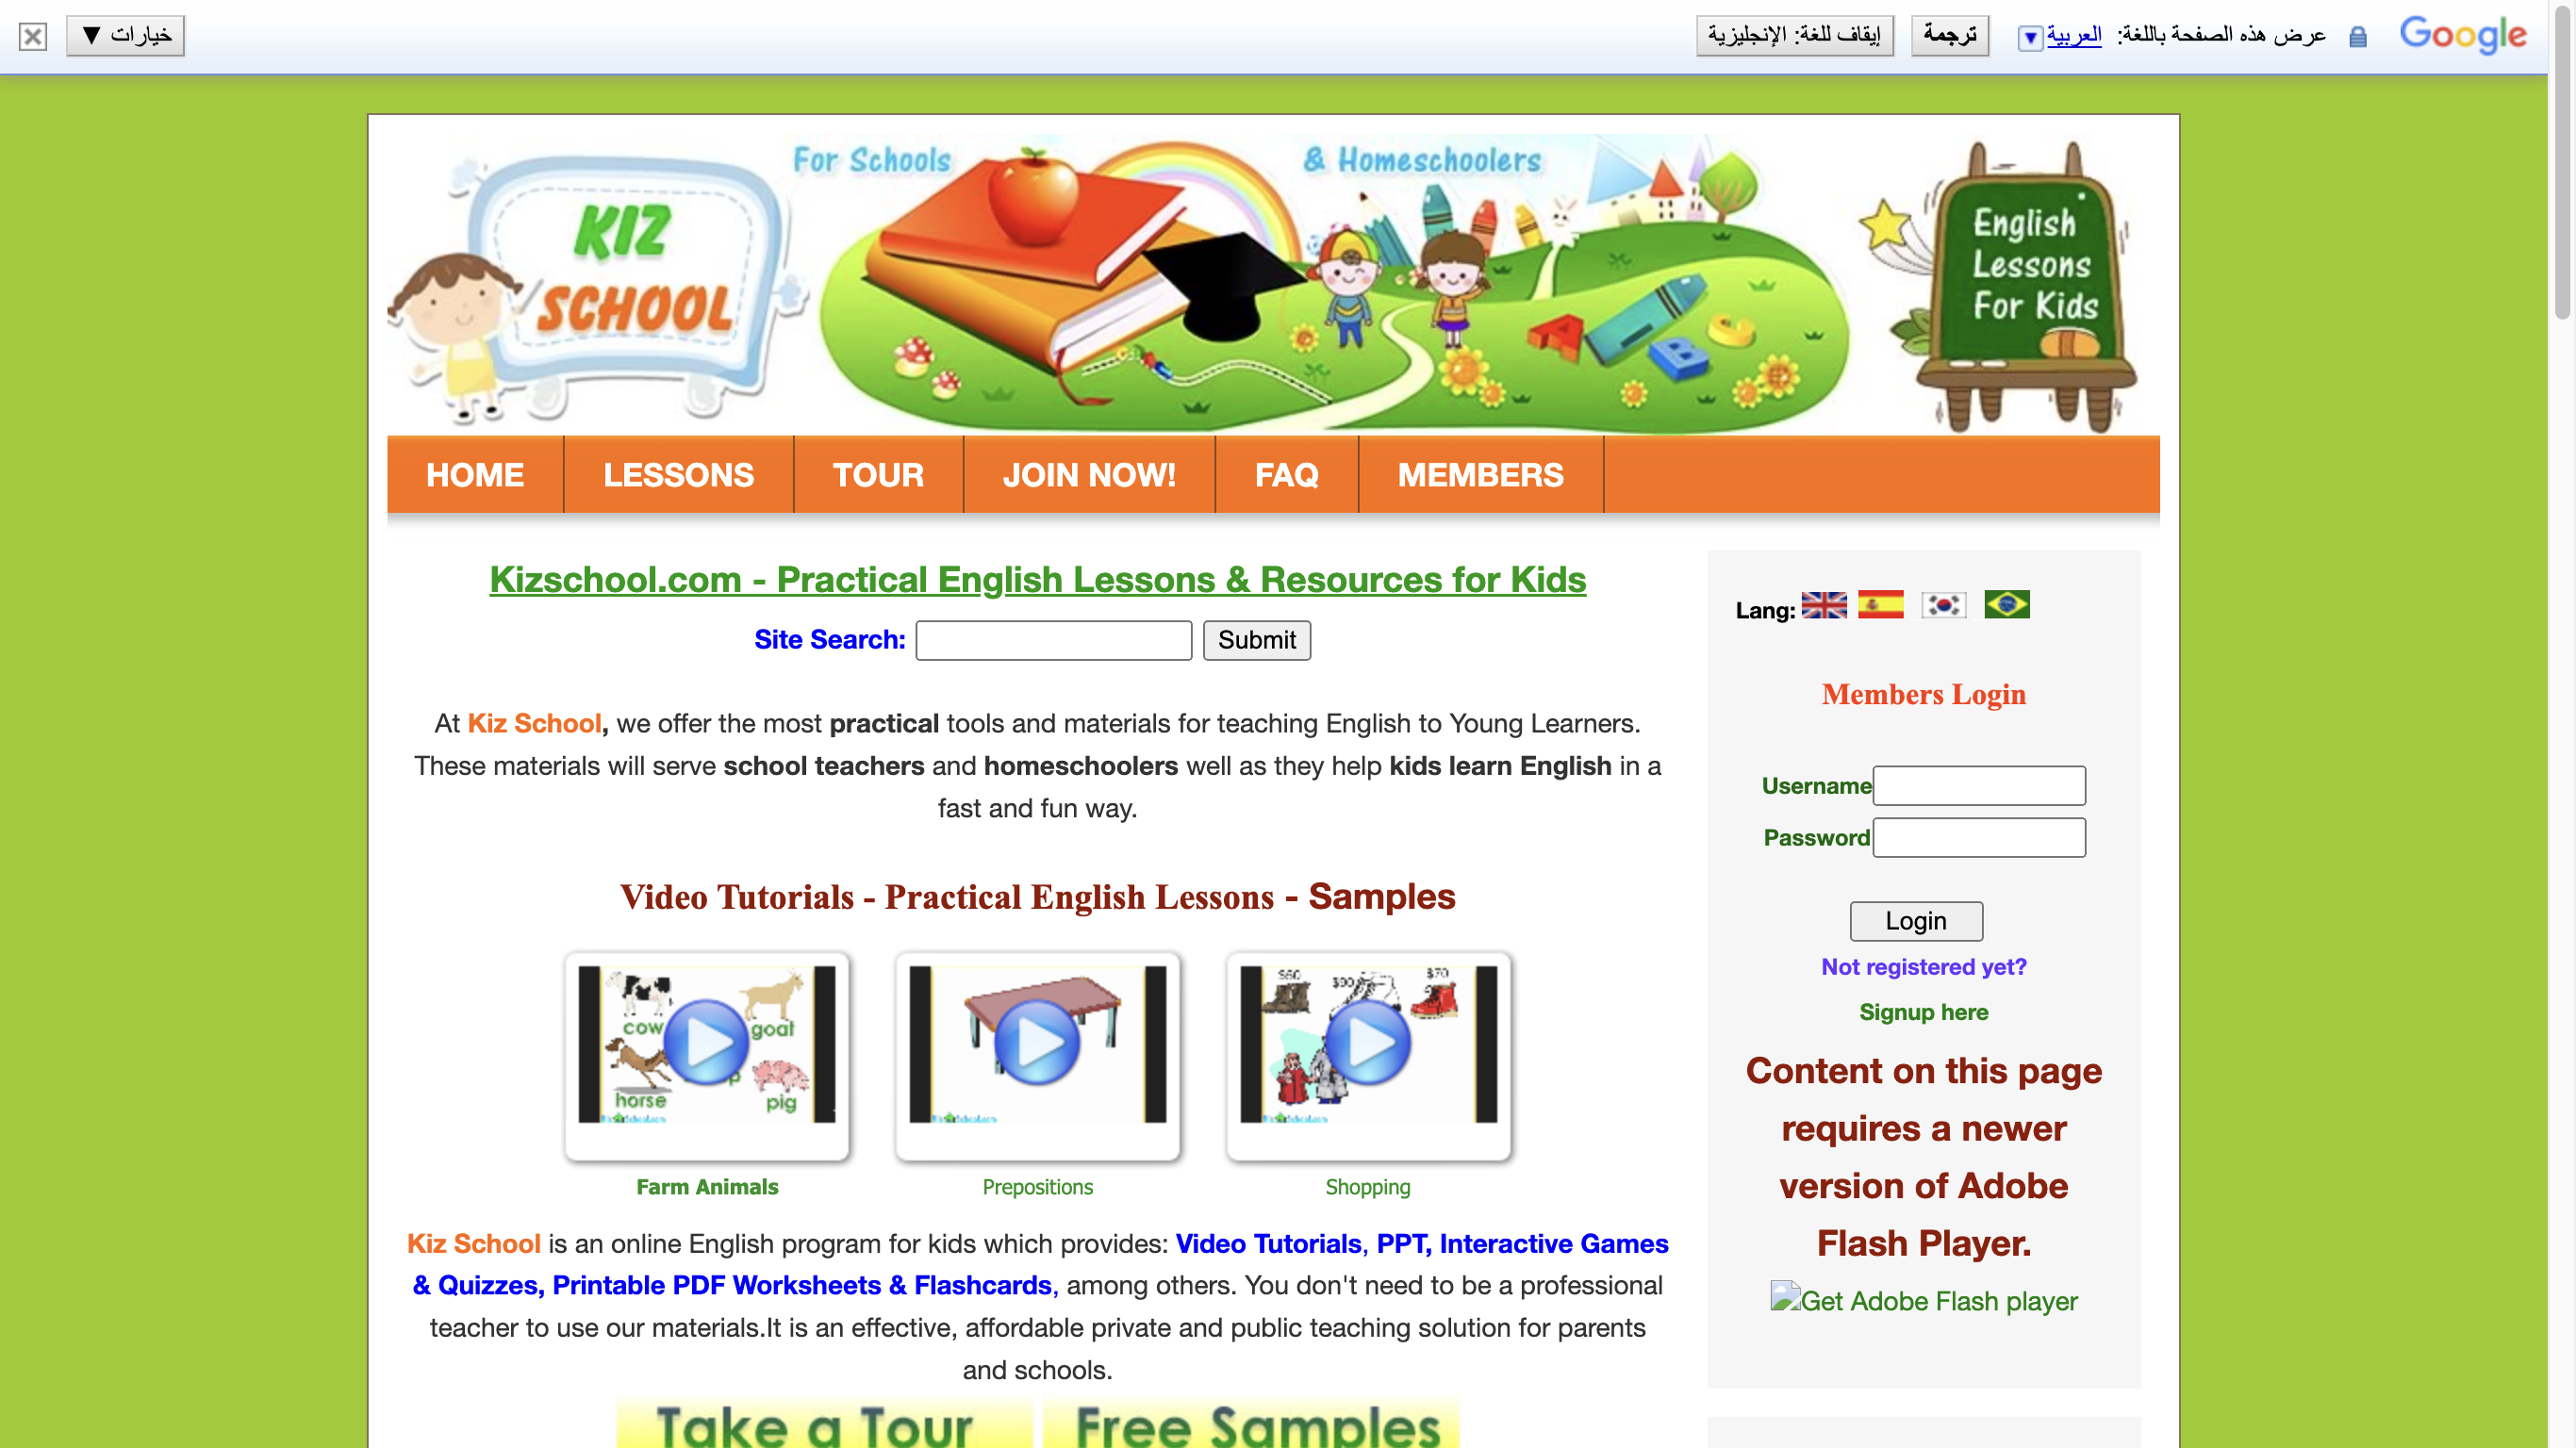 خيارات ▼
إيقاف للغة: الإنجليزية
ترجمة
عرض هذه الصفحة باللغة: العربية ▼
Google
For Schools & Homeschoolers
KIZ
SCHOOL
English
Lessons
For Kids
A B C
HOME LESSONS TOUR JOIN NOW! FAQ MEMBERS
Kizschool.com - Practical English Lessons & Resources for Kids
Site Search: Submit
At Kiz School, we offer the most practical tools and materials for teaching English to Young Learners.
These materials will serve school teachers and homeschoolers well as they help kids learn English in a
fast and fun way.
Video Tutorials - Practical English Lessons - Samples
cow goat
horse pig
$60 $90 $70
Farm Animals Prepositions Shopping
Kiz School is an online English program for kids which provides: Video Tutorials, PPT, Interactive Games
& Quizzes, Printable PDF Worksheets & Flashcards, among others. You don't need to be a professional
teacher to use our materials.It is an effective, affordable private and public teaching solution for parents
and schools.
Take a Tour Free Samples
Lang:
Members Login
Username
Password
Login
Not registered yet?
Signup here
Content on this page
requires a newer
version of Adobe
Flash Player.
Get Adobe Flash player